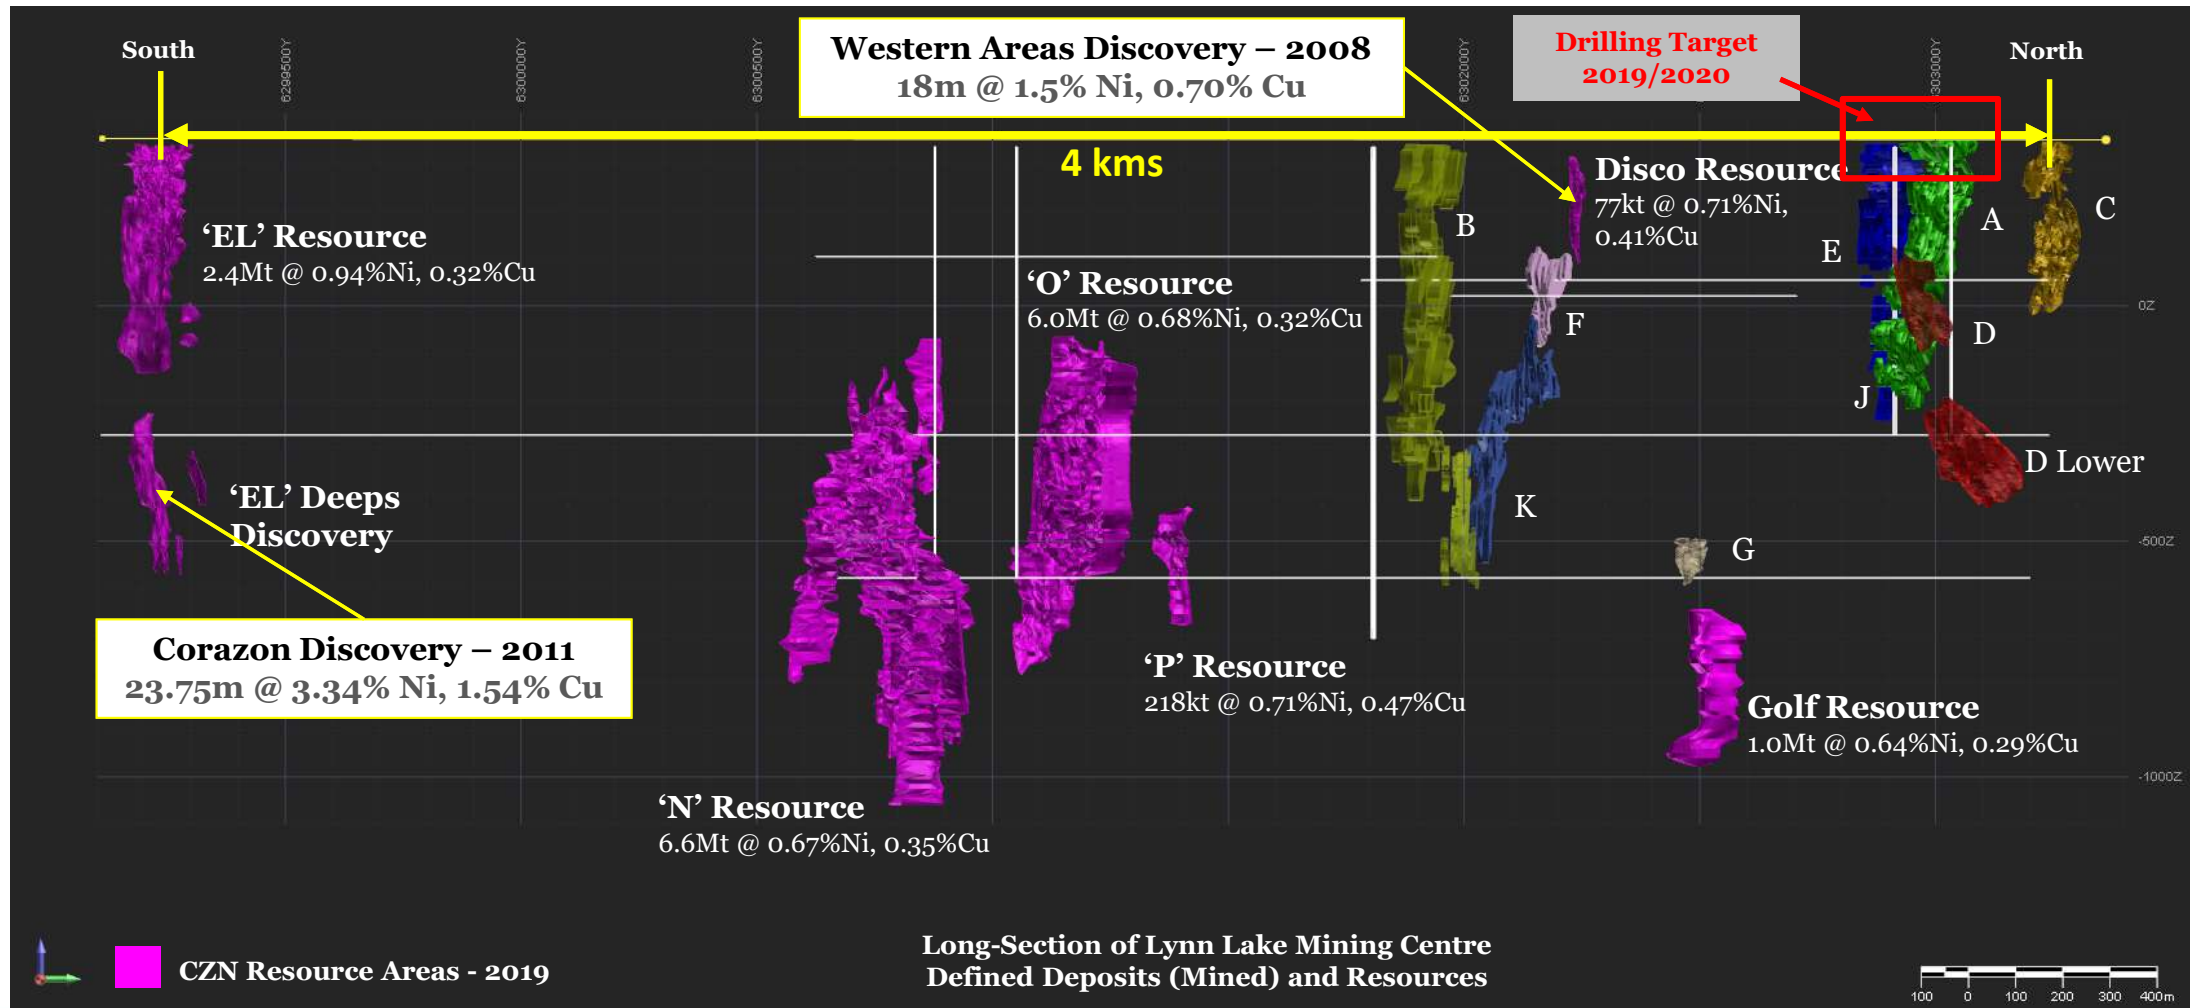 South
6299500Y
6300000Y
6300500Y
Western Areas Discovery – 2008
18m @ 1.5% Ni, 0.70% Cu
6302000Y
Drilling Target
2019/2020
North
4 kms
Disco Resource
77kt @ 0.71%Ni,
0.41%Cu
B
A
C
E
'EL' Resource
2.4Mt @ 0.94%Ni, 0.32%Cu
'O' Resource
6.0Mt @ 0.68%Ni, 0.32%Cu
F
D
0Z
J
D Lower
'EL' Deeps
Discovery
K
G
-500Z
Corazon Discovery – 2011
23.75m @ 3.34% Ni, 1.54% Cu
'P' Resource
218kt @ 0.71%Ni, 0.47%Cu
Golf Resource
1.0Mt @ 0.64%Ni, 0.29%Cu
-1000Z
'N' Resource
6.6Mt @ 0.67%Ni, 0.35%Cu
CZN Resource Areas - 2019
Long-Section of Lynn Lake Mining Centre
Defined Deposits (Mined) and Resources
100 0 100 200 300 400m